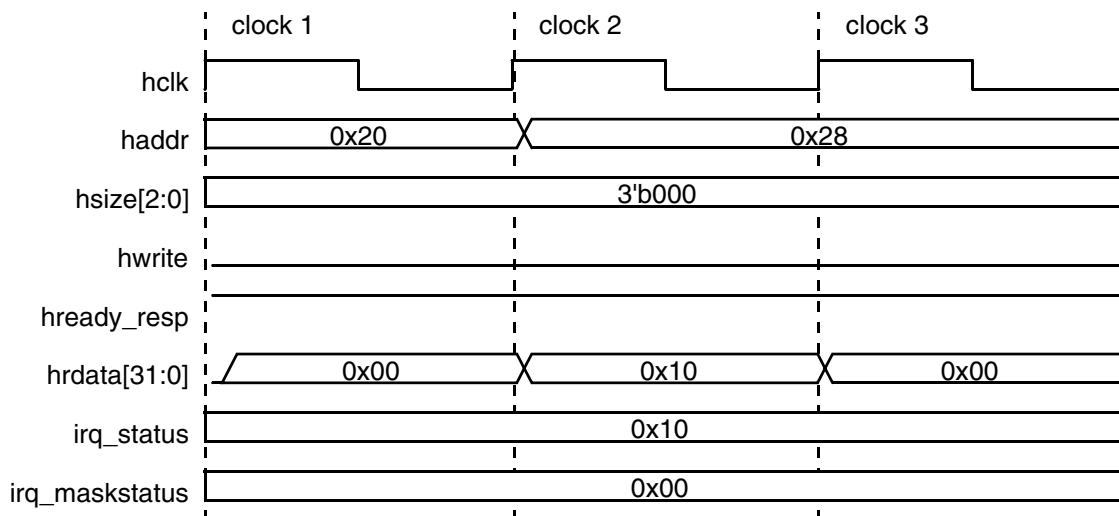 clock 1 clock 2 clock 3
hclk
haddr 0x20 0x28
hsize[2:0] 3'b000
hwrite
hready_resp
hrdata[31:0] 0x00 0x10 0x00
irq_status 0x10
irq_maskstatus 0x00